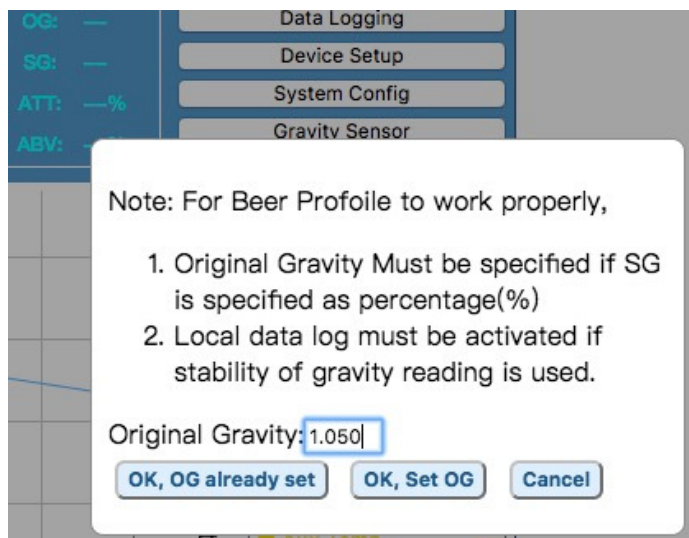 OG: —
Data Logging
SG: —
Device Setup
ATT: —%
System Config
ABV:
Gravity Sensor
Note: For Beer Profoile to work properly,
1. Original Gravity Must be specified if SG
is specified as percentage(%)
2. Local data log must be activated if
stability of gravity reading is used.
Original Gravity: 1.050
OK, OG already set
OK, Set OG
Cancel